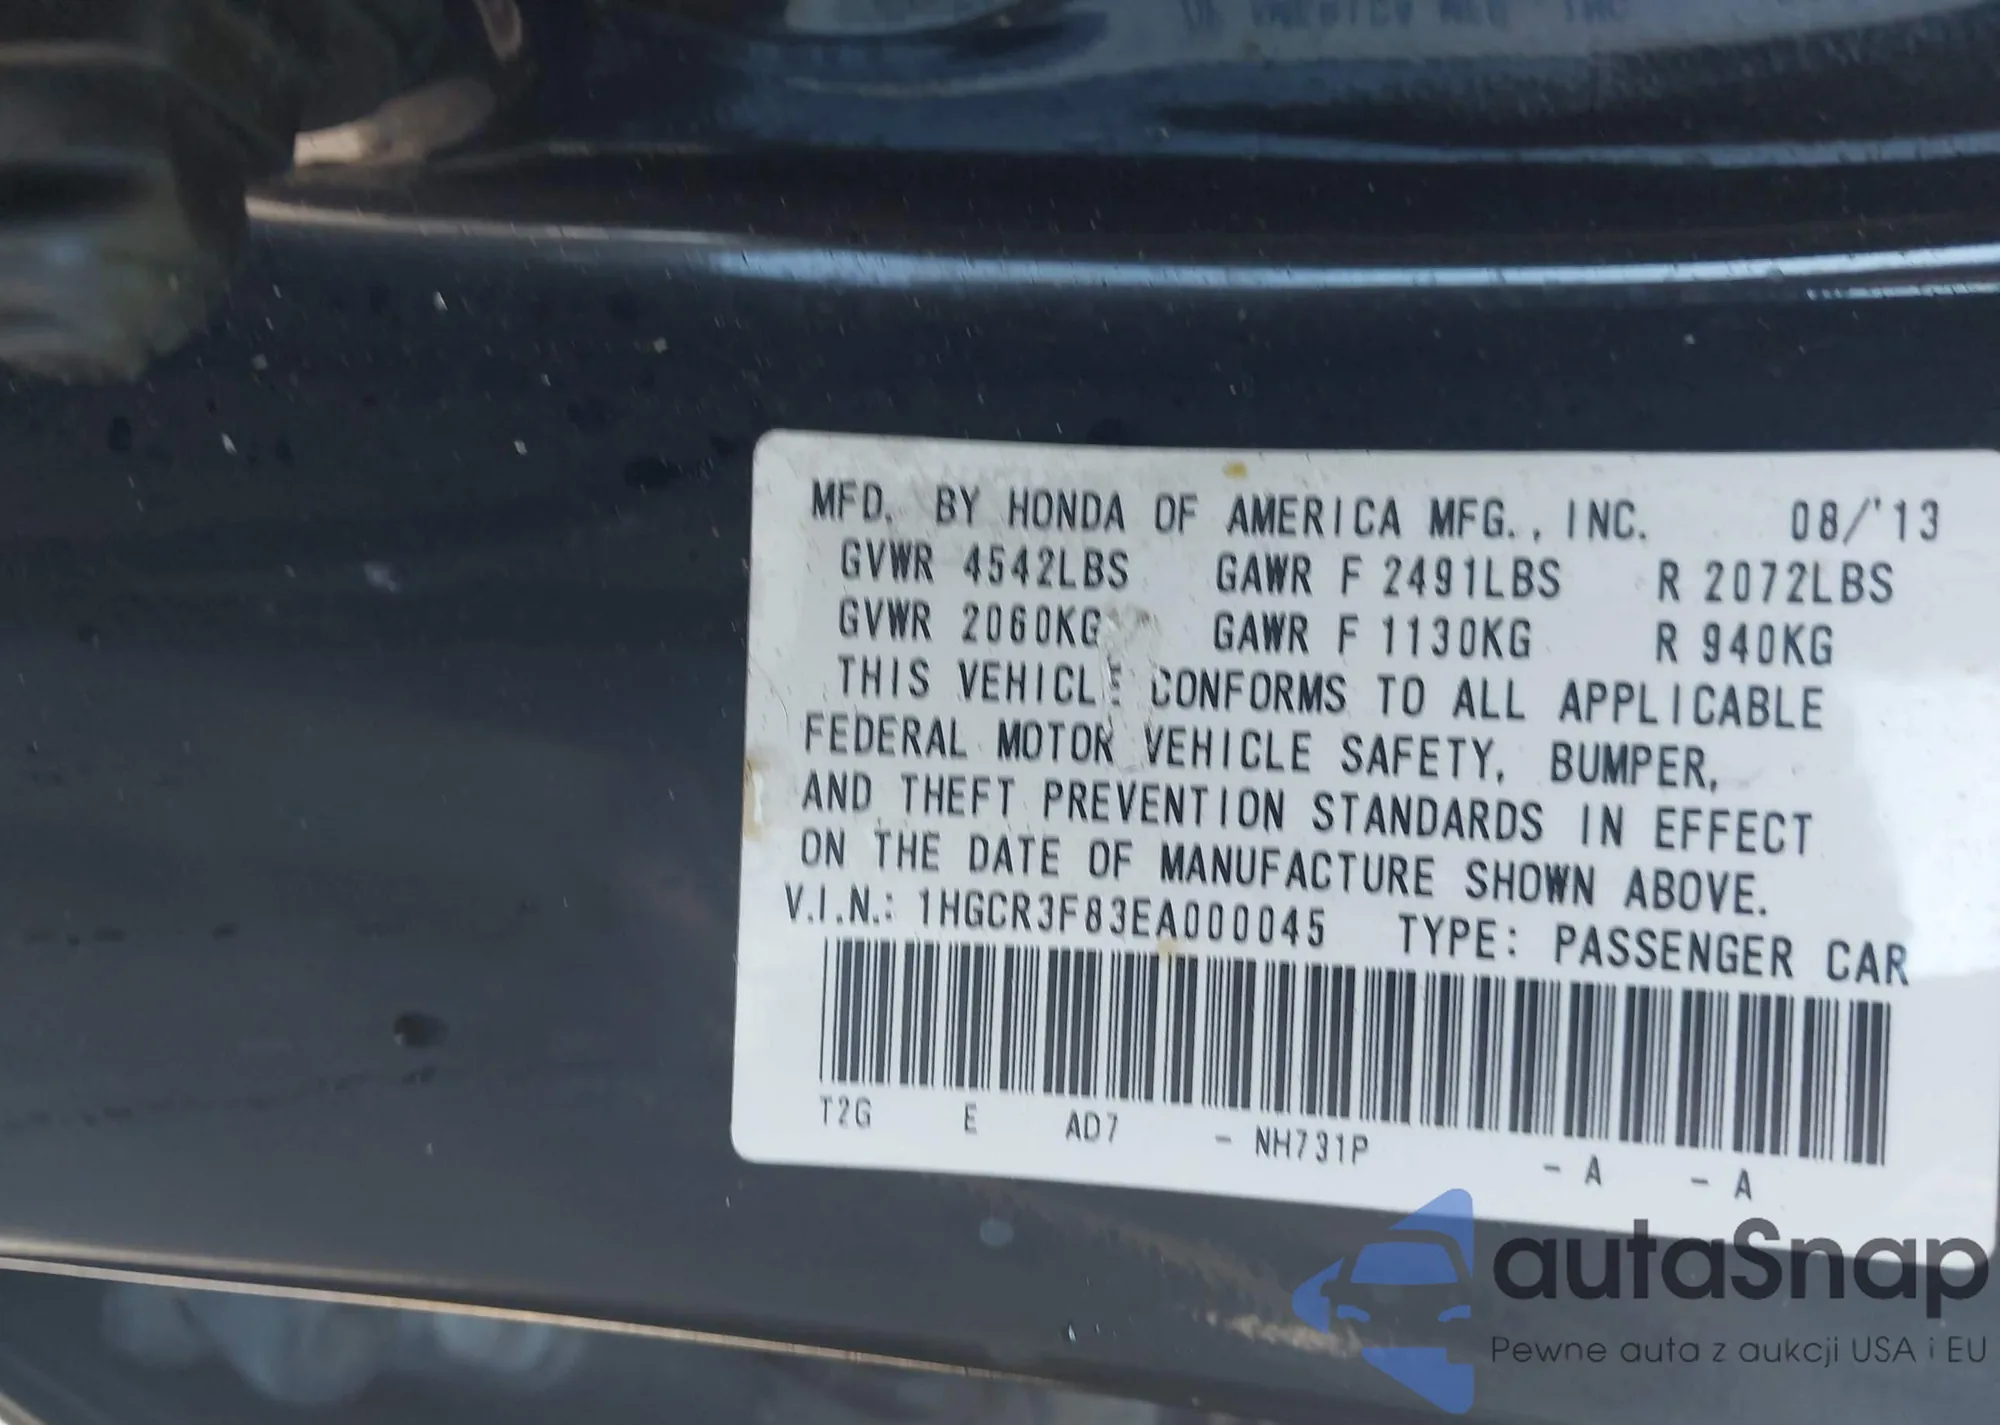 MFD. BY HONDA OF AMERICA MFG., INC. 08/'13
GVWR 4542LBS GAWR F 2491LBS R 2072LBS
GVWR 2060KG GAWR F 1130KG R 940KG
THIS VEHICLE CONFORMS TO ALL APPLICABLE
FEDERAL MOTOR VEHICLE SAFETY, BUMPER,
AND THEFT PREVENTION STANDARDS IN EFFECT
ON THE DATE OF MANUFACTURE SHOWN ABOVE.
V.I.N.: 1HGCR3F83EA000045 TYPE: PASSENGER CAR
T2G E AD7 - NH731P - A - A
autaSnap
Pewne auta z aukcji USA i EU